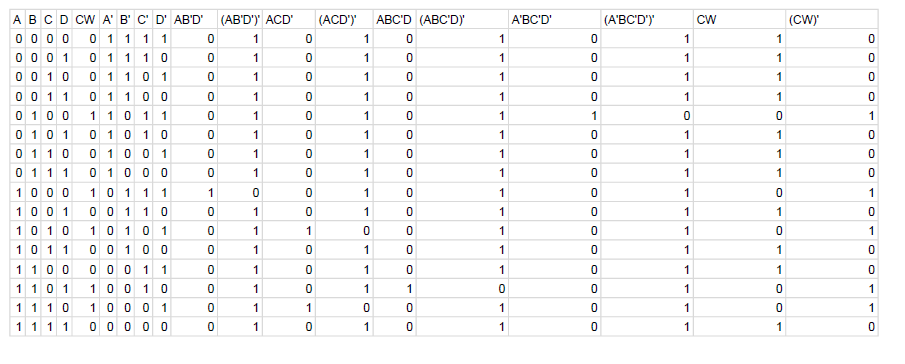 A B C D CW A' B' C' D' AB'D' (AB'D')' ACD' (ACD')' ABC'D (ABC'D)' A'BC'D' (A'BC'D')' CW (CW)'
0 0 0 0 0 1 1 1 1 0 1 0 1 0 1 0 1 1 0
0 0 0 1 0 1 1 1 0 0 1 0 1 0 1 0 1 1 0
0 0 1 0 0 1 1 0 1 0 1 0 1 0 1 0 1 1 0
0 0 1 1 0 1 1 0 0 0 1 0 1 0 1 0 1 1 0
0 1 0 0 1 1 0 1 1 0 1 0 1 0 1 1 0 0 1
0 1 0 1 0 1 0 1 0 0 1 0 1 0 1 0 1 1 0
0 1 1 0 0 1 0 0 1 0 1 0 1 0 1 0 1 1 0
0 1 1 1 0 1 0 0 0 0 1 0 1 0 1 0 1 1 0
1 0 0 0 1 0 1 1 1 1 0 0 1 0 1 0 1 0 1
1 0 0 1 0 0 1 1 0 0 1 0 1 0 1 0 1 1 0
1 0 1 0 1 0 1 0 1 0 1 1 0 0 1 0 1 0 1
1 0 1 1 0 0 1 0 0 0 1 0 1 0 1 0 1 1 0
1 1 0 0 0 0 0 1 1 0 1 0 1 0 1 0 1 1 0
1 1 0 1 1 0 0 1 0 0 1 0 1 1 0 0 1 0 1
1 1 1 0 1 0 0 0 1 0 1 1 0 0 1 0 1 0 1
1 1 1 1 0 0 0 0 0 0 1 0 1 0 1 0 1 1 0